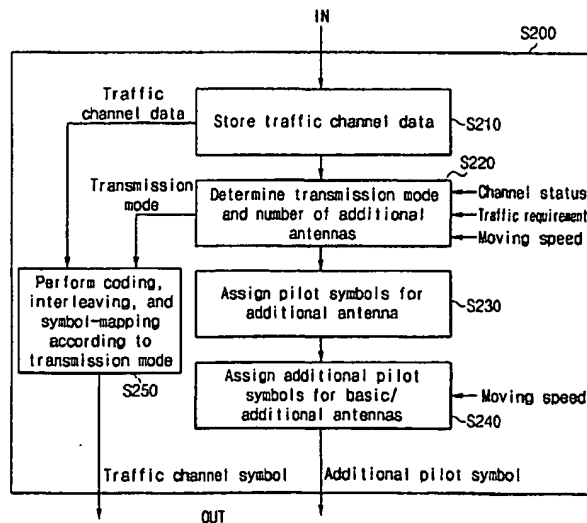 IN
S200
Traffic
channel data
Store traffic channel data
S210
S220
Transmission
mode
Determine transmission mode
and number of additional
antennas
Channel status
Traffic requirement
Moving speed
Perform coding,
interleaving, and
symbol-mapping
according to
transmission mode
S250
Assign pilot symbols for
additional antenna
S230
Assign additional pilot
symbols for basic/
additional antennas
Moving speed
S240
Traffic channel symbol
Additional pilot symbol
OUT